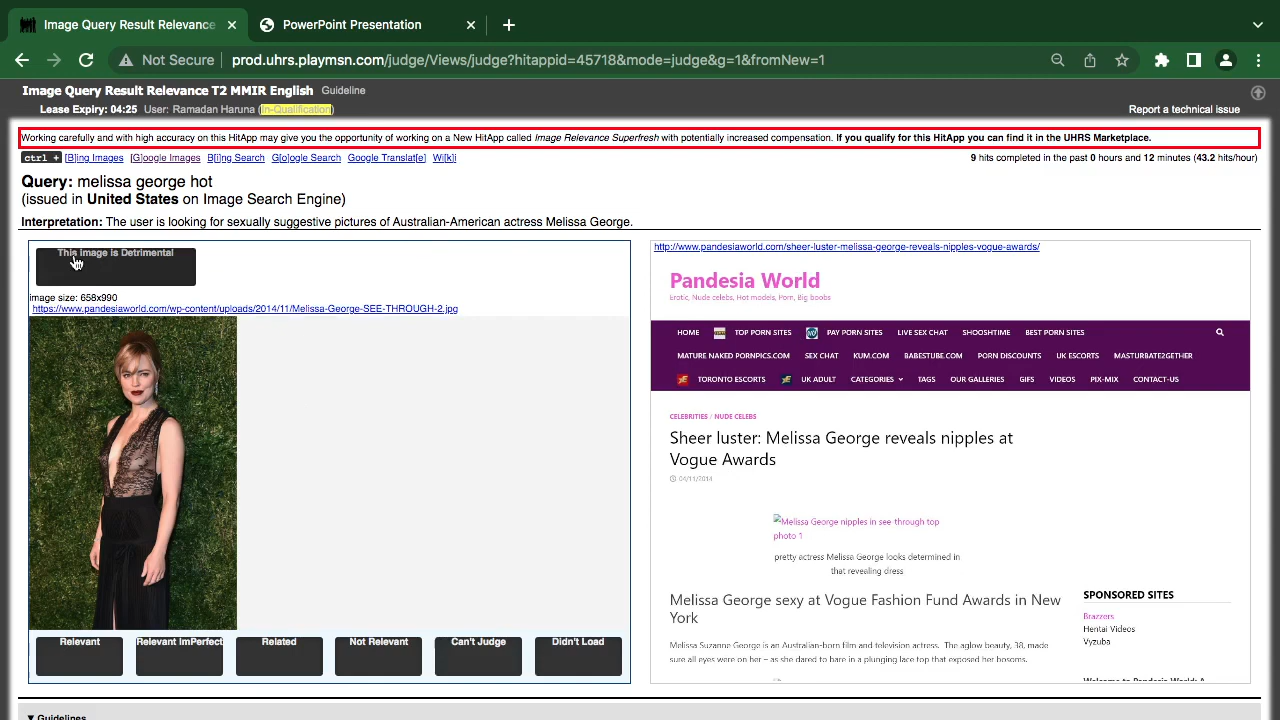 Image Query Result Relevance
PowerPoint Presentation
Not Secure
prod.uhrs.playmsn.com/judge/Views/judge?hitappid=45718&mode=judge&g=1&fromNew=1
Image Query Result Relevance T2 MMIR English Guideline
Lease Expiry: 04:25 User: Ramadan Haruna (In-Qualification)
Report a technical issue
Working carefully and with high accuracy on this HitApp may give you the opportunity of working on a New HitApp called Image Relevance Superfresh with potentially increased compensation. If you qualify for this HitApp you can find it in the UHRS Marketplace.
ctrl + [B]ing Images [G]oogle Images B[i]ng Search G[o]ogle Search Google Translat[e] Wi[k]i
9 hits completed in the past 0 hours and 12 minutes (43.2 hits/hour)
Query: melissa george hot
(issued in United States on Image Search Engine)
Interpretation: The user is looking for sexually suggestive pictures of Australian-American actress Melissa George.
This image is Detrimental
image size: 658x990
https://www.pandesiaworld.com/wp-content/uploads/2014/11/Melissa-George-SEE-THROUGH-2.jpg
Relevant Relevant ImPerfect Related Not Relevant Can't Judge Didn't Load
http://www.pandesiaworld.com/sheer-luster-melissa-george-reveals-nipples-vogue-awards/
Pandesia World
Erotic, Nude celebs, Hot models, Porn, Big boobs
HOME TOP PORN SITES PAY PORN SITES LIVE SEX CHAT SHOOSHTIME BEST PORN SITES
MATURE NAKED PORNPICS.COM SEX CHAT KUM.COM BABESTUBE.COM PORN DISCOUNTS UK ESCORTS MASTURBATE2GETHER
TORONTO ESCORTS UK ADULT CATEGORIES TAGS OUR GALLERIES GIFS VIDEOS PIX-MIX CONTACT-US
CELEBRITIES / NUDE CELEBS
Sheer luster: Melissa George reveals nipples at
Vogue Awards
04/11/2014
Melissa George nipples in see-through top
photo 1
pretty actress Melissa George looks determined in
that revealing dress
Melissa George sexy at Vogue Fashion Fund Awards in New
York
Melissa Suzanne George is an Australian-born film and television actress. The aglow beauty, 38, made
sure all eyes were on her – as she dared to bare in a plunging lace top that exposed her bosoms.
SPONSORED SITES
Brazzers
Hentai Videos
Vyzuba
Welcome to Pandesia World: A
Guidelines